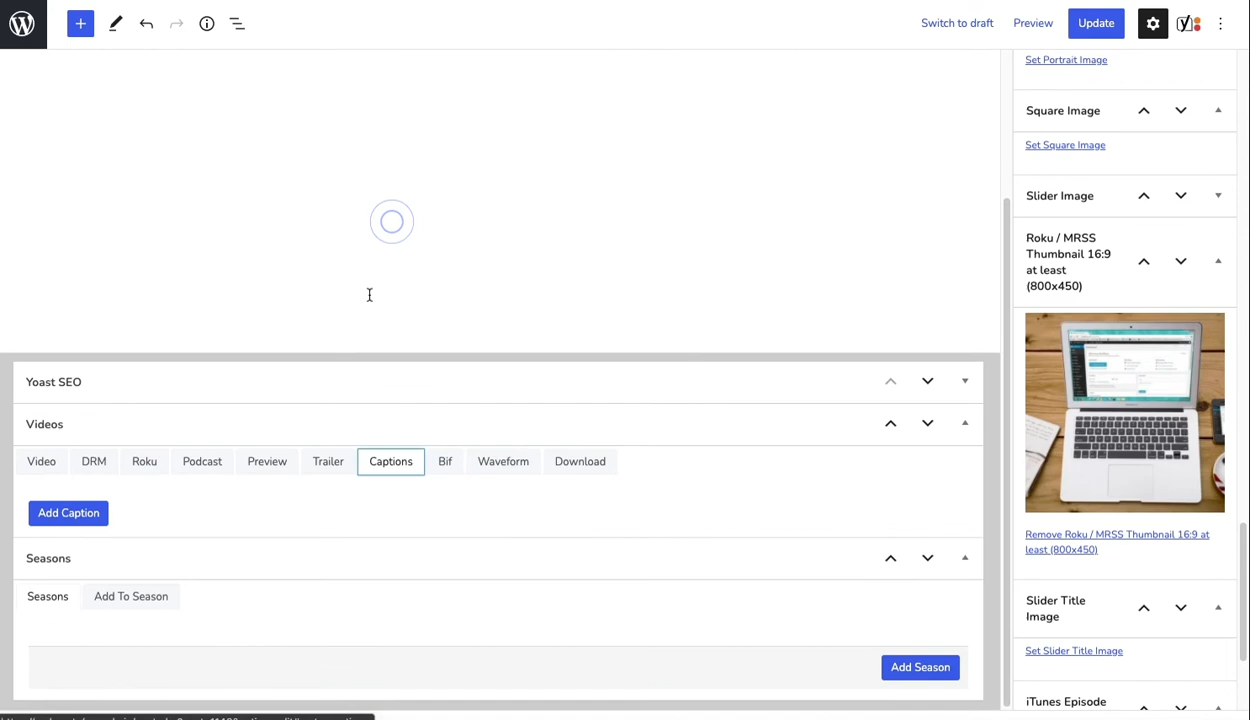 Switch to draft
Preview
Update
Set Portrait Image
Square Image
Set Square Image
Slider Image
Roku / MRSS
Thumbnail 16:9
at least
(800x450)
Remove Roku / MRSS Thumbnail 16:9 at
least (800x450)
Slider Title
Image
Set Slider Title Image
iTunes Episode
Yoast SEO
Videos
Video
DRM
Roku
Podcast
Preview
Trailer
Captions
Bif
Waveform
Download
Add Caption
Seasons
Seasons
Add To Season
Add Season